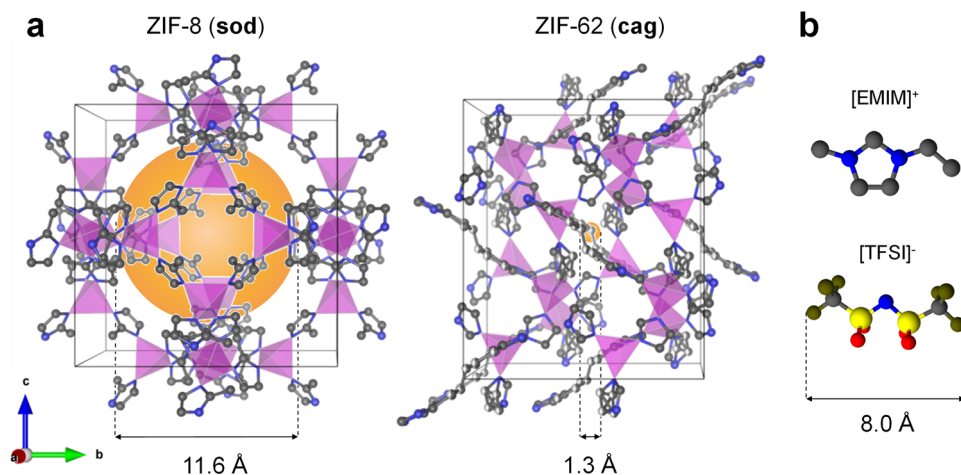 a
ZIF-8 (sod)
ZIF-62 (cag)
b
[EMIM]+
[TFSI]-
c
a
b
11.6 Å
1.3 Å
8.0 Å